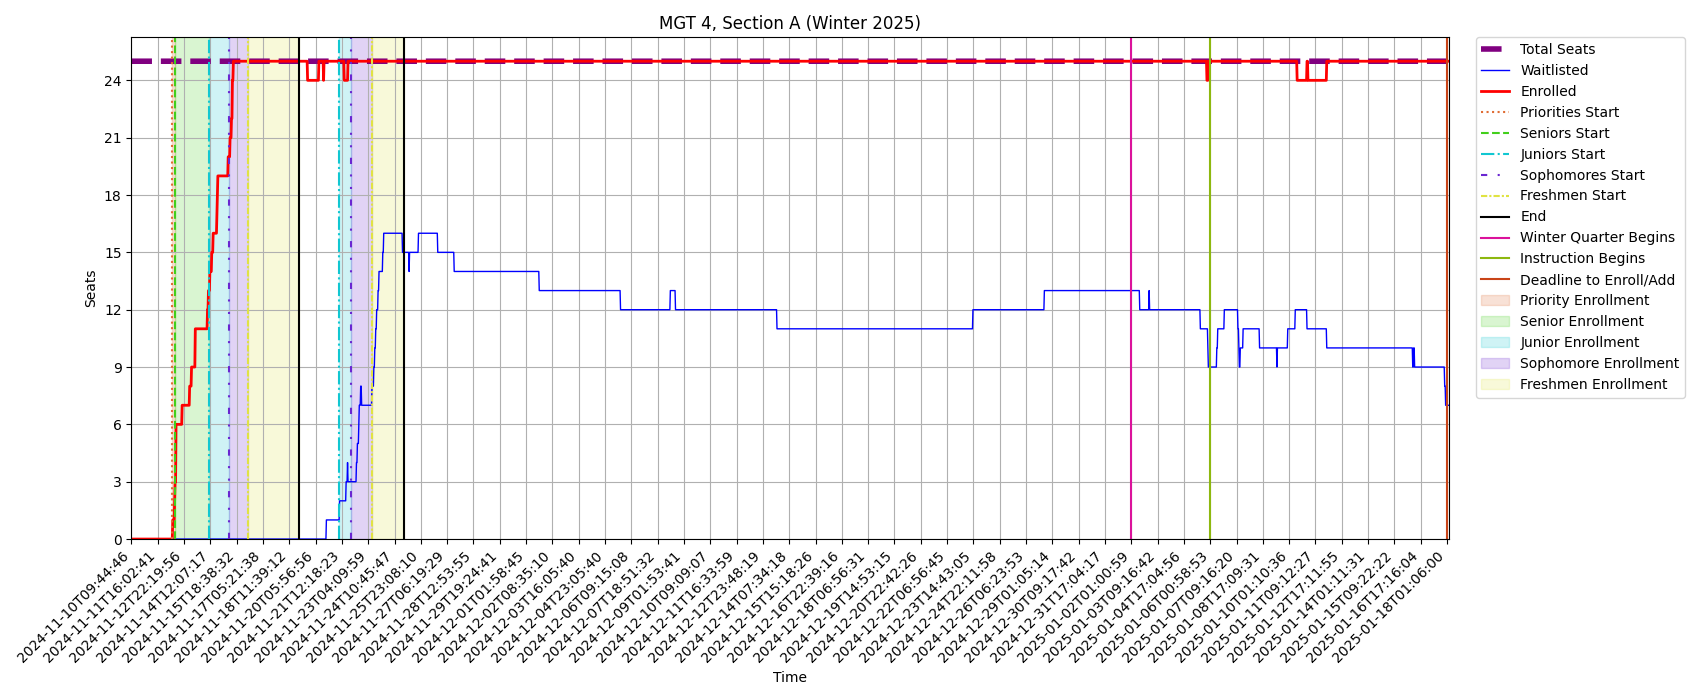 MGT 4, Section A (Winter 2025)
Seats
24
21
18
15
12
9
6
3
0
2024-11-10T09:44:46
2024-11-11T16:02:41
2024-11-12T22:19:56
2024-11-14T12:07:17
2024-11-15T18:38:32
2024-11-17T05:21:38
2024-11-18T11:39:12
2024-11-20T05:56:56
2024-11-21T12:18:23
2024-11-23T04:09:59
2024-11-24T10:45:47
2024-11-25T23:08:10
2024-11-27T06:19:29
2024-11-28T12:53:55
2024-11-29T19:24:41
2024-12-01T01:58:45
2024-12-02T08:35:10
2024-12-03T16:05:40
2024-12-04T23:05:40
2024-12-06T09:15:08
2024-12-07T18:51:32
2024-12-09T01:53:41
2024-12-10T09:09:07
2024-12-11T16:33:59
2024-12-12T23:48:19
2024-12-14T07:34:18
2024-12-15T15:18:26
2024-12-16T22:39:16
2024-12-18T06:56:31
2024-12-19T14:53:15
2024-12-20T22:42:26
2024-12-22T06:56:45
2024-12-23T14:43:05
2024-12-24T22:11:58
2024-12-26T06:23:53
2024-12-29T01:05:14
2024-12-30T09:17:42
2024-12-31T17:04:17
2025-01-02T01:00:59
2025-01-03T09:16:42
2025-01-04T17:04:56
2025-01-06T00:58:53
2025-01-07T09:16:20
2025-01-08T17:09:31
2025-01-10T01:10:36
2025-01-11T09:12:27
2025-01-12T17:11:55
2025-01-14T01:11:31
2025-01-15T09:22:22
2025-01-16T17:16:04
2025-01-18T01:06:00
Time
Total Seats
Waitlisted
Enrolled
Priorities Start
Seniors Start
Juniors Start
Sophomores Start
Freshmen Start
End
Winter Quarter Begins
Instruction Begins
Deadline to Enroll/Add
Priority Enrollment
Senior Enrollment
Junior Enrollment
Sophomore Enrollment
Freshmen Enrollment